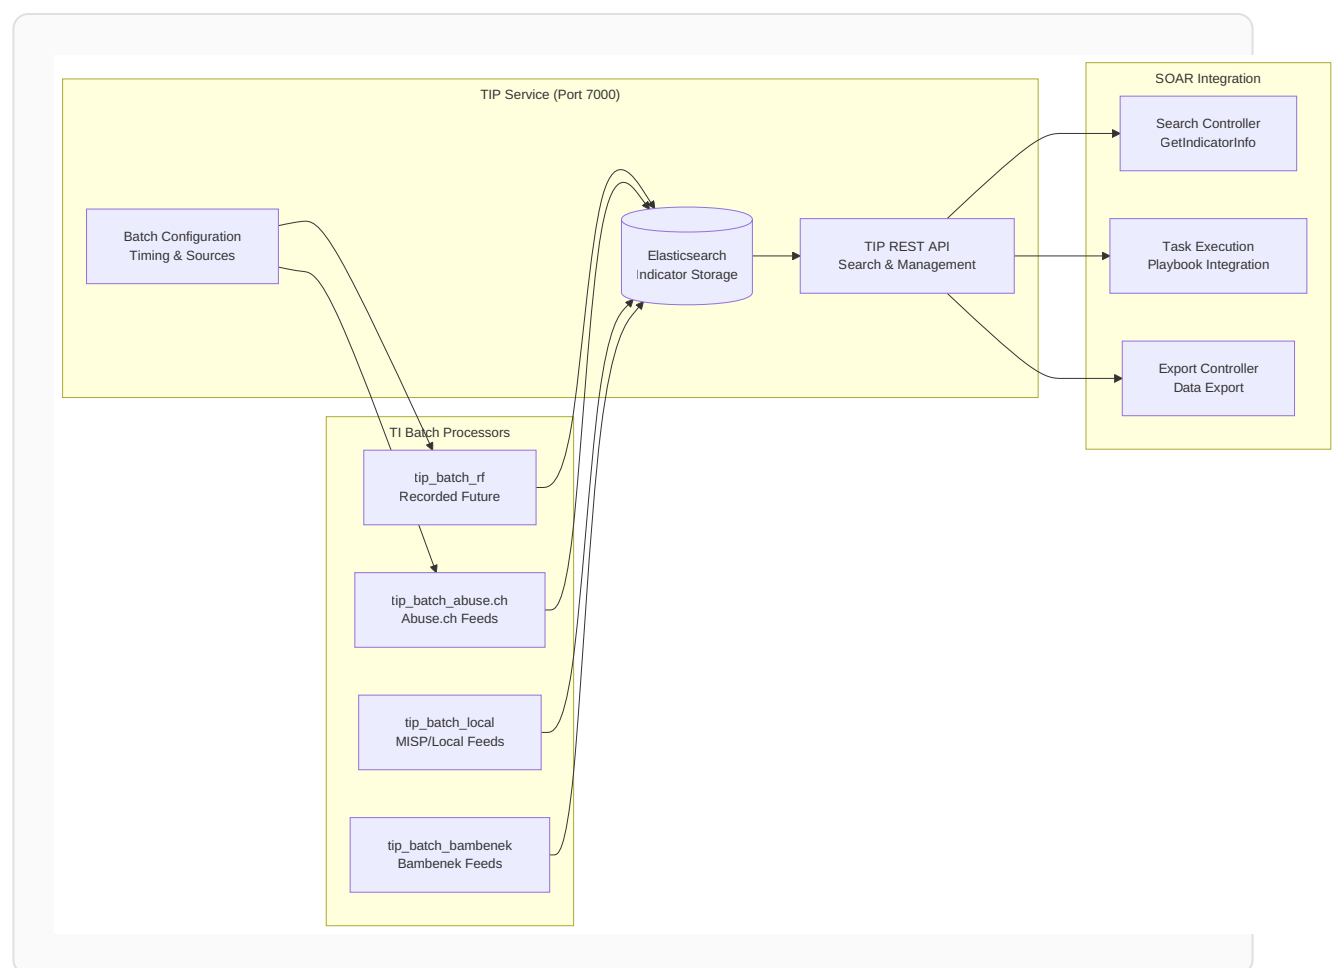 TIP Service (Port 7000)
Batch Configuration
Timing & Sources
Elasticsearch
Indicator Storage
TIP REST API
Search & Management
SOAR Integration
Search Controller
GetIndicatorInfo
Task Execution
Playbook Integration
Export Controller
Data Export
TI Batch Processors
tip_batch_rf
Recorded Future
tip_batch_abuse.ch
Abuse.ch Feeds
tip_batch_local
MISP/Local Feeds
tip_batch_bambenek
Bambenek Feeds